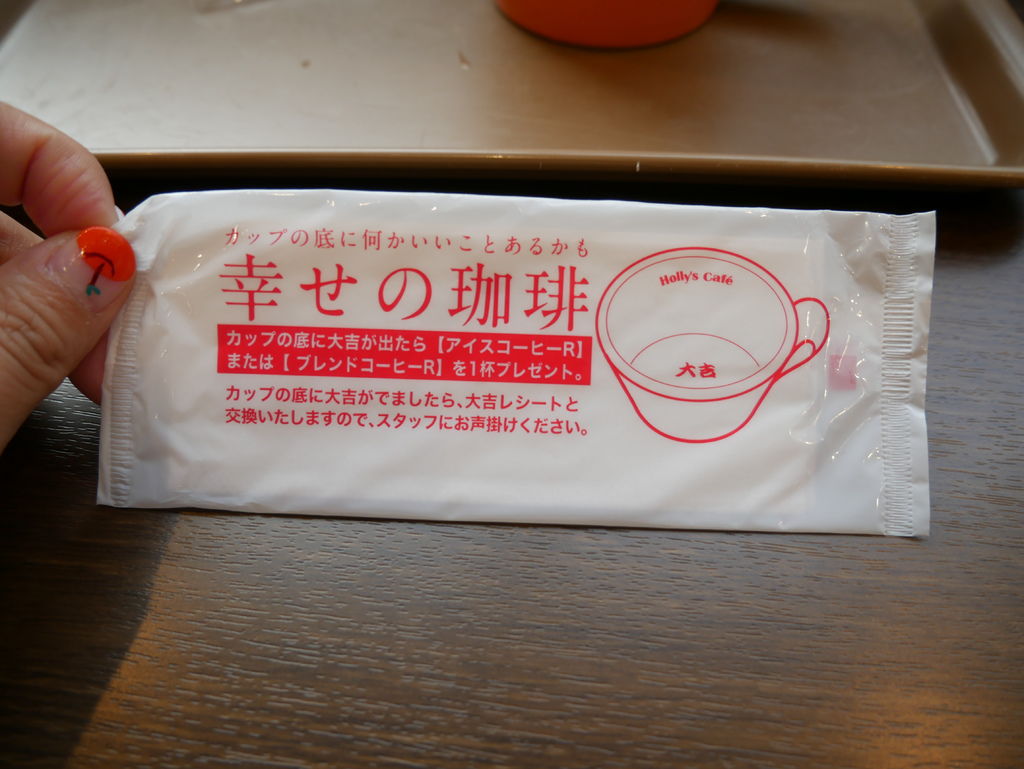 カップの底に何かいいことあるかも
幸せの珈琲
カップの底に大吉が出たら【アイスコーヒーR】
または【 ブレンドコーヒーR】を1杯プレゼント。
カップの底に大吉がでましたら、大吉レシートと
交換いたしますので、スタッフにお声掛けください。
Holly's Café
大吉